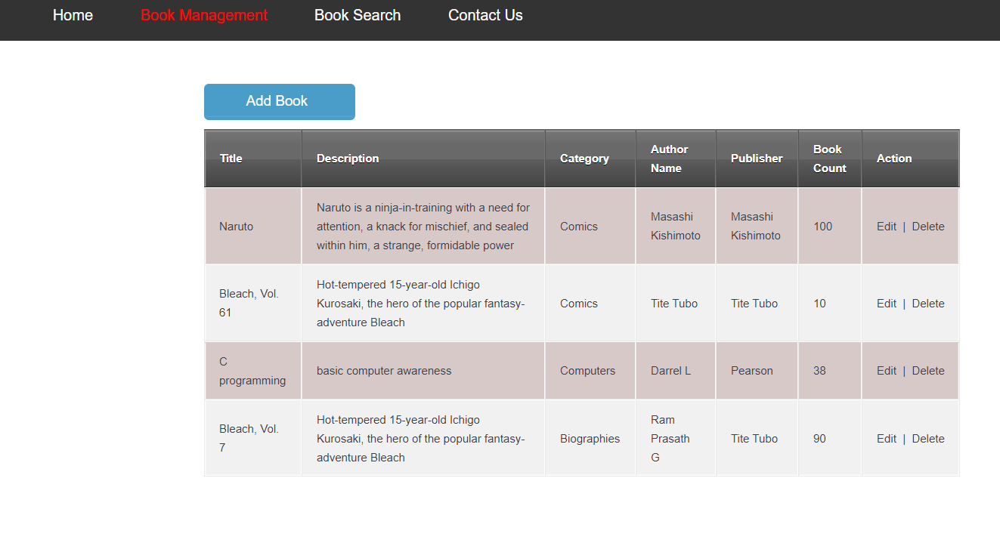 Home Book Management Book Search Contact Us
Add Book
Title Description Category Author Name Publisher Book Count Action
Naruto
Naruto is a ninja-in-training with a need for
attention, a knack for mischief, and sealed
within him, a strange, formidable power
Comics
Masashi
Kishimoto
Masashi
Kishimoto
100
Edit | Delete
Bleach, Vol.
61
Hot-tempered 15-year-old Ichigo
Kurosaki, the hero of the popular fantasy-
adventure Bleach
Comics
Tite Tubo
Tite Tubo
10
Edit | Delete
C
programming
basic computer awareness
Computers
Darrel L
Pearson
38
Edit | Delete
Bleach, Vol.
7
Hot-tempered 15-year-old Ichigo
Kurosaki, the hero of the popular fantasy-
adventure Bleach
Biographies
Ram
Prasath
G
Tite Tubo
90
Edit | Delete